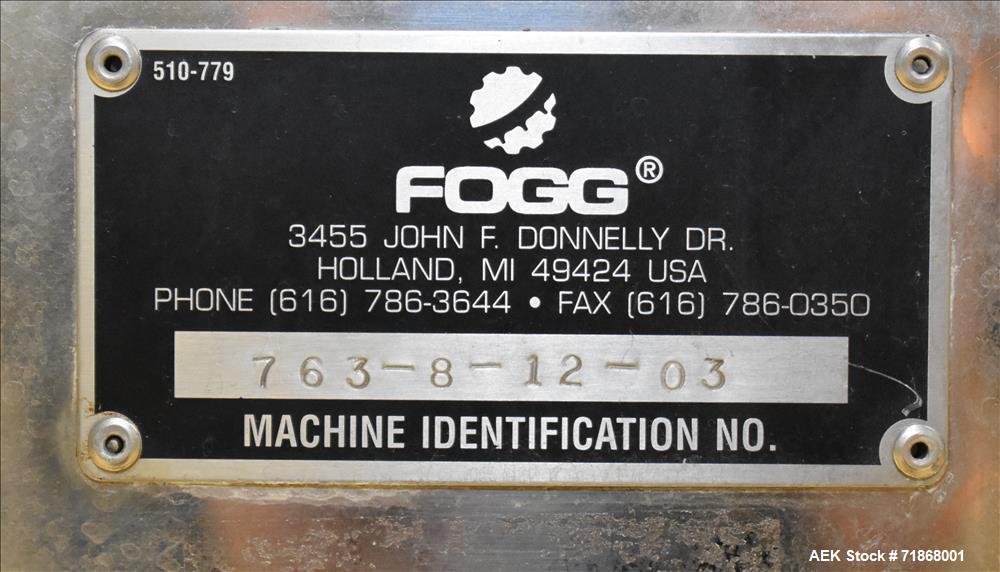 510-779
FOGG®
3455 JOHN F. DONNELLY DR.
HOLLAND, MI 49424 USA
PHONE (616) 786-3644 • FAX (616) 786-0350
763-8-12-03
MACHINE IDENTIFICATION NO.
AEK Stock #71868001